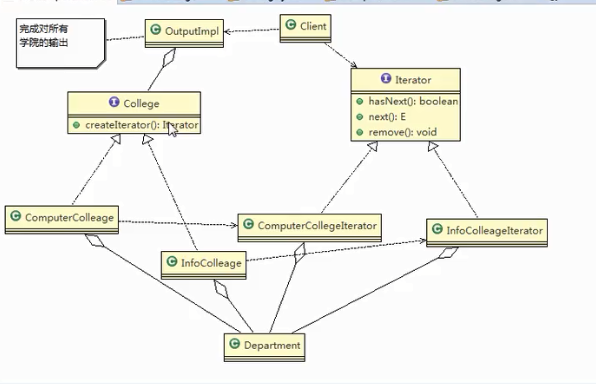 完成对所有
学院的输出
OutputImpl
Client
College
createIterator(): Iterator
Iterator
hasNext(): boolean
next(): E
remove(): void
ComputerColleage
ComputerCollegeIterator
InfoColleageIterator
InfoColleage
Department